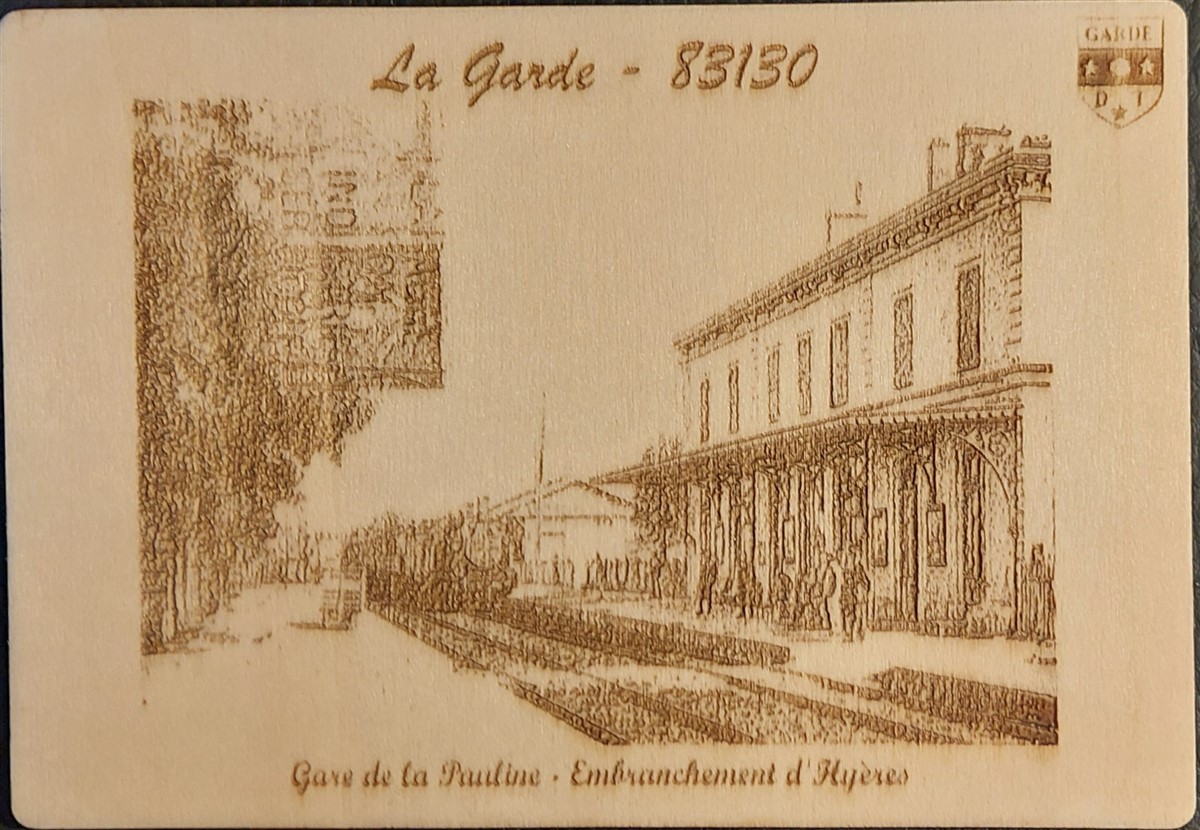 La Garde - 83130
GARDE
D I
Gare de la Pauline - Embranchement d'Hyères